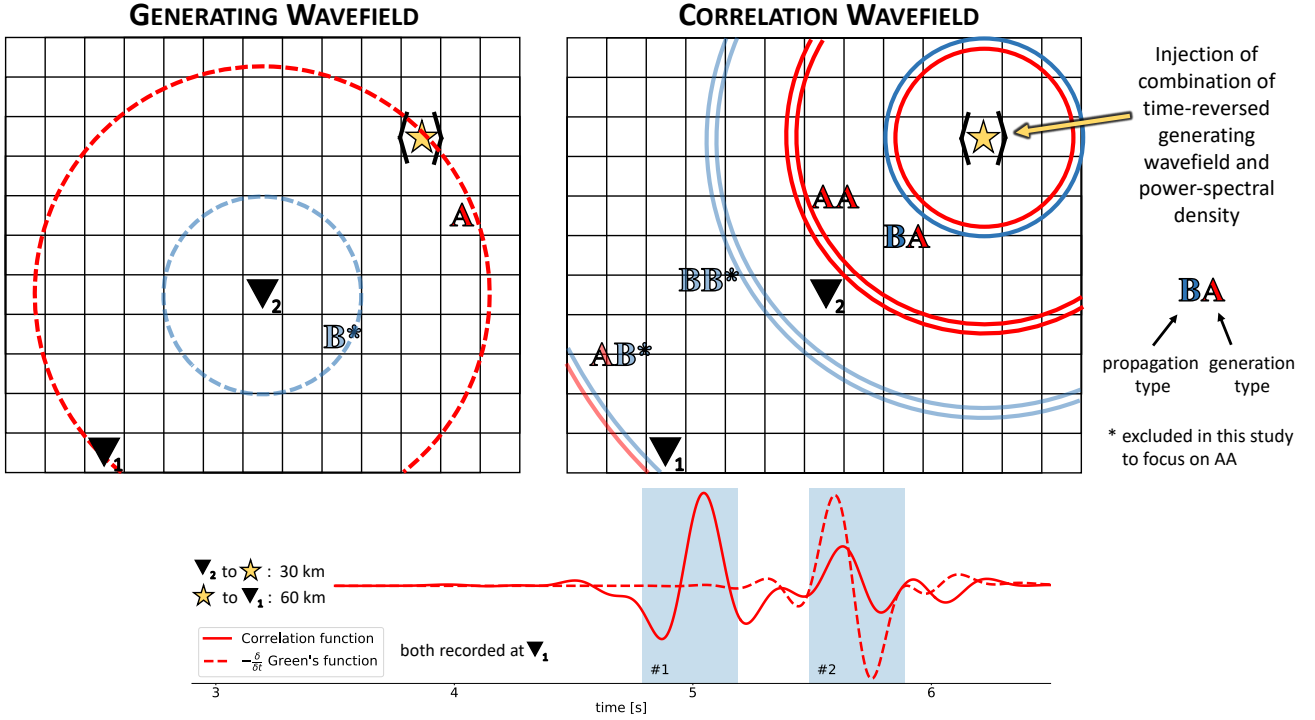 GENERATING WAVEFIELD
CORRELATION WAVEFIELD
A
B*
2
1
AA
BA
BB*
AB*
2
1
Injection of
combination of
time-reversed
generating
wavefield and
power-spectral
density
BA
propagation generation
type type
* excluded in this study
to focus on AA
2 to : 30 km
to 1 : 60 km
Correlation function
-δ/δt Green's function
both recorded at 1
#1
#2
3 4 5 6
time [s]